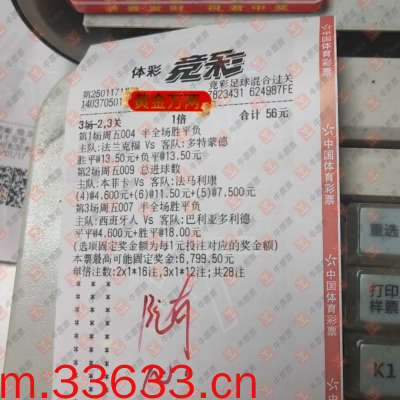 体彩 竞彩
竞彩足球混合过关
黄金万两
3场-2,3关 1倍 合计 56元
第1场周五004 半全场胜平负
主队:法兰克福 Vs 客队:多特蒙德
胜平@13.50元+负平@13.50元
第2场周五009 总进球数
主队:本菲卡 Vs 客队:法马利康
(4)@4.600元+(6)@11.50元+(5)@7.500元
第3场周五007 半全场胜平负
主队:西班牙人 Vs 客队:巴利亚多利德
平平@4.600元+胜平@18.00元
(选项固定奖金额为每1元投注对应的奖金额)
本票最高可能固定奖金:6,799.50元
单倍注数:2x1*16注,3x1*12注;共28注
中国体育彩票
中国体育彩票
重选
打印
样票
K1
m.33633.cn